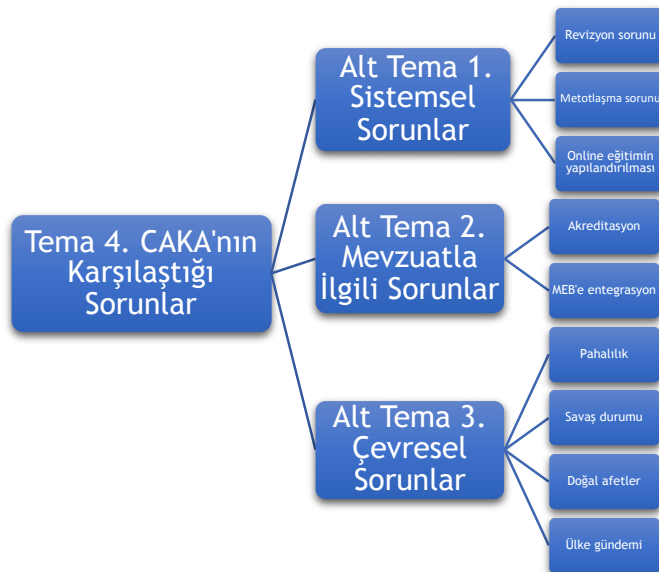 Tema 4. CAKA'nın
Karşılaştığı
Sorunlar
Alt Tema 1.
Sistemsel
Sorunlar
Revizyon sorunu
Metotlaşma sorunu
Online eğitimin
yapılandırılması
Alt Tema 2.
Mevzuatla
İlgili Sorunlar
Akreditasyon
MEB'e entegrasyon
Alt Tema 3.
Çevresel
Sorunlar
Pahalılık
Savaş durumu
Doğal afetler
Ülke gündemi